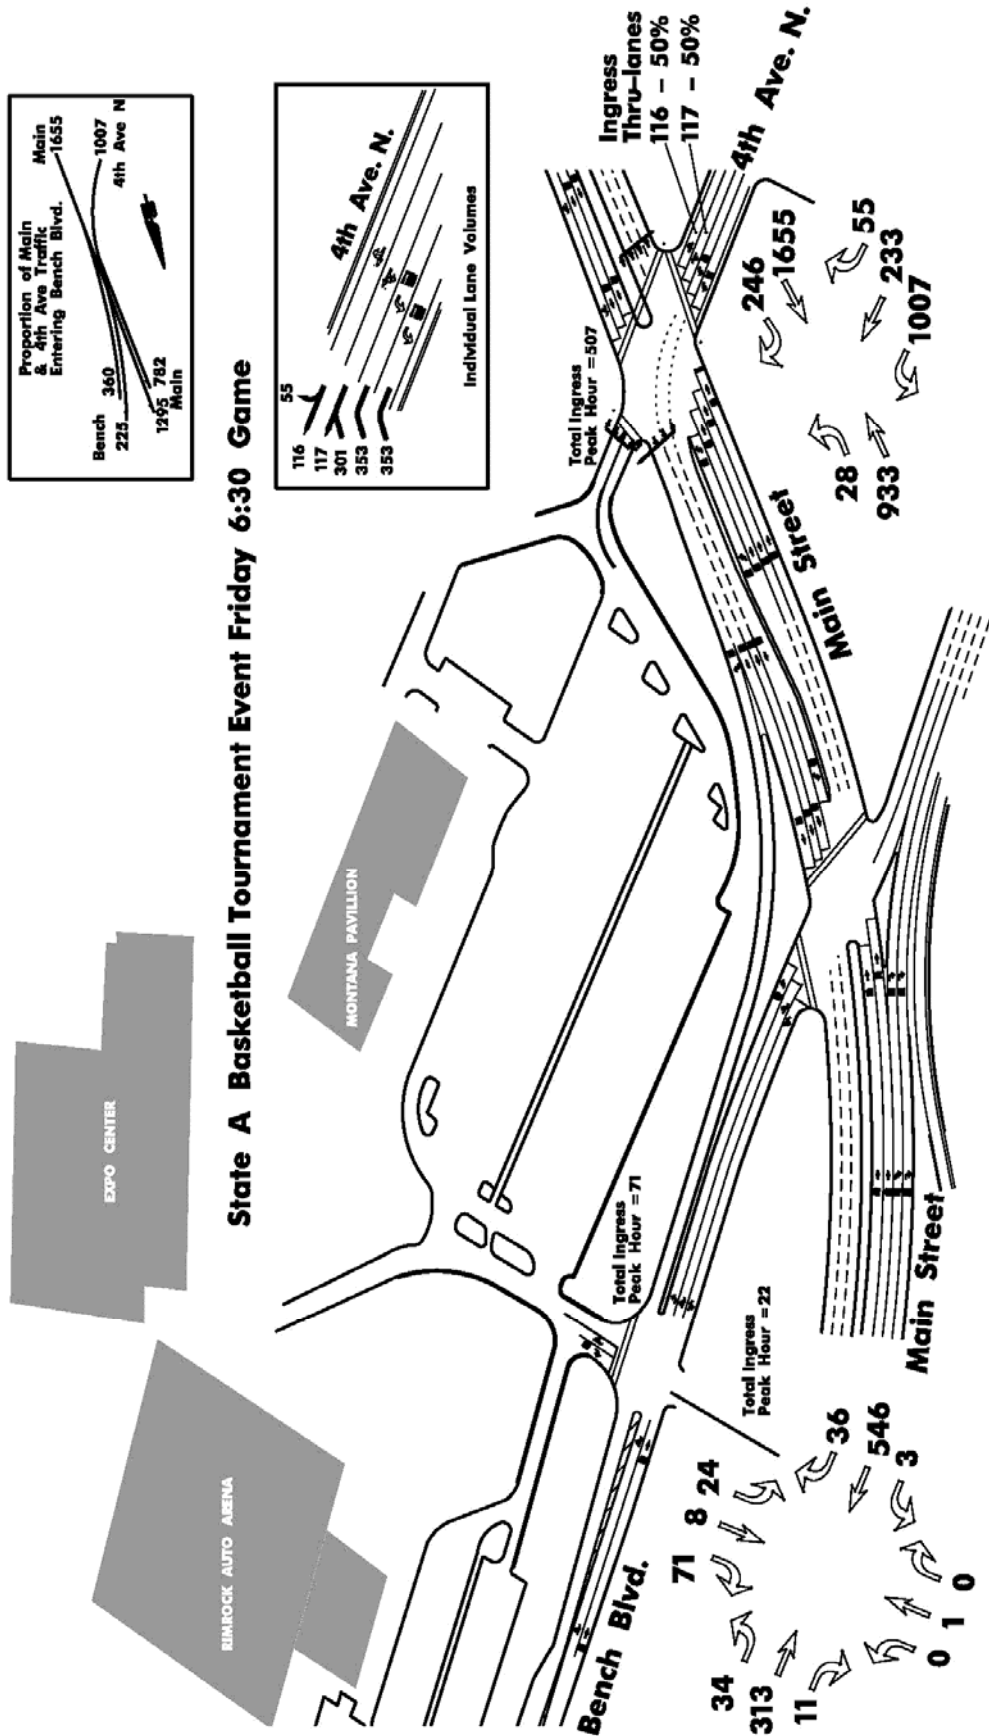 Proportion of Main
& 4th Ave Traffic
Entering Bench Blvd.
Main
1655
1007
4th Ave N
Bench
360
225
1295
782
Main
4th Ave. N.
55
116
117
301
353
353
Individual Lane Volumes
State A Basketball Tournament Event Friday 6:30 Game
EXPO CENTER
MONTANA PAVILLION
RIMROCK AUTO ARENA
Total Ingress
Peak Hour =507
Ingress
Thru-lanes
116 - 50%
117 - 50%
4th Ave. N.
246
1655
55
233
1007
28
933
Main Street
Total Ingress
Peak Hour =71
Total Ingress
Peak Hour =22
Main Street
Bench Blvd.
71
8
24
36
546
3
34
313
11
0
1
0